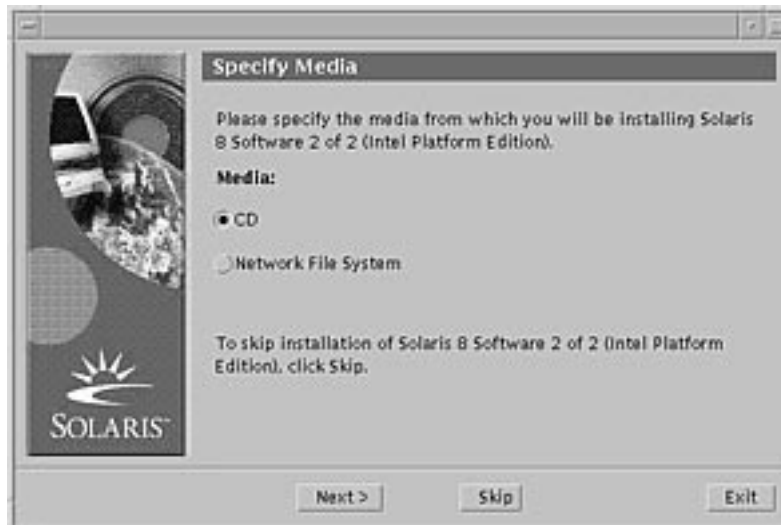 Specify Media
Please specify the media from which you will be installing Solaris
8 Software 2 of 2 (Intel Platform Edition).
Media:
CD
Network File System
To skip installation of Solaris 8 Software 2 of 2 (Intel Platform
Edition), click Skip.
SOLARIS™
Next >
Skip
Exit